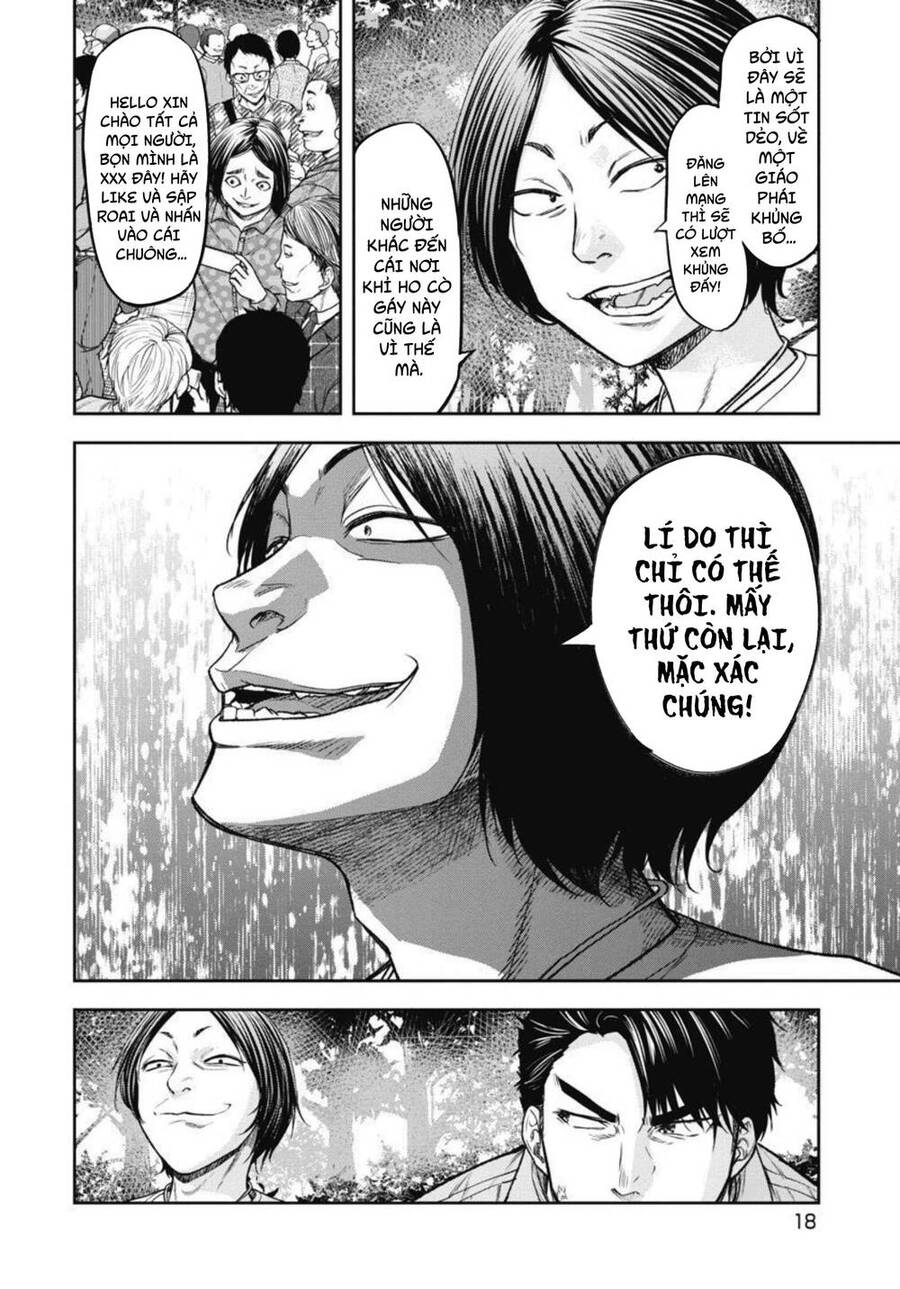 BỞI VÌ
ĐÂY SẼ
LÀ MỘT
TIN SỐT
DẺO, VỀ
MỘT
GIÁO
PHÁI
KHỦNG
BỐ...
ĐĂNG
LÊN
MẠNG
THÌ SẼ
CÓ LƯỢT
XEM
KHỦNG
ĐẤY!
NHỮNG
NGƯỜI
KHÁC ĐẾN
CÁI NƠI
KHỈ HO CÒ
GÁY NÀY
CŨNG LÀ
VÌ THẾ
MÀ.
HELLO XIN
CHÀO TẤT CẢ
MỌI NGƯỜI,
BỌN MÌNH LÀ
XXX ĐÂY! HÃY
LIKE VÀ SẬP
ROAI VÀ NHẤN
VÀO CÁI
CHUÔNG...
LÍ DO THÌ
CHỈ CÓ THẾ
THÔI. MẤY
THỨ CÒN LẠI,
MẶC XÁC
CHÚNG!
18